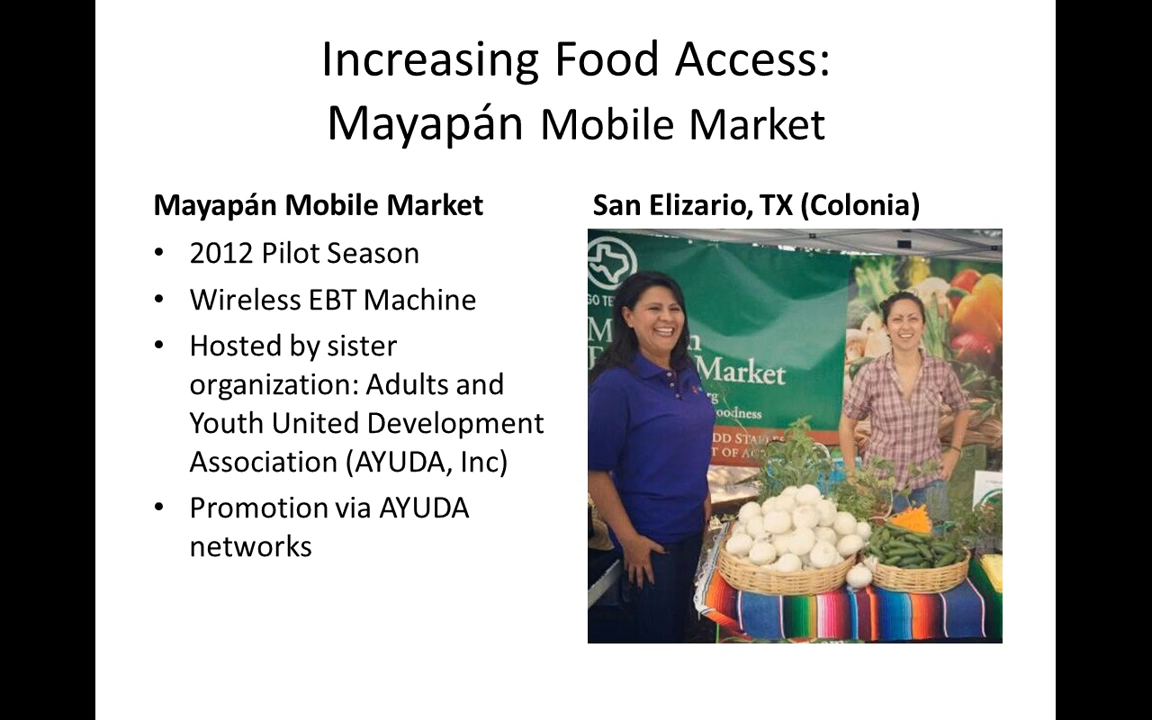 Increasing Food Access:
Mayapán Mobile Market
Mayapán Mobile Market
• 2012 Pilot Season
• Wireless EBT Machine
• Hosted by sister
organization: Adults and
Youth United Development
Association (AYUDA, Inc)
• Promotion via AYUDA
networks
San Elizario, TX (Colonia)
Market